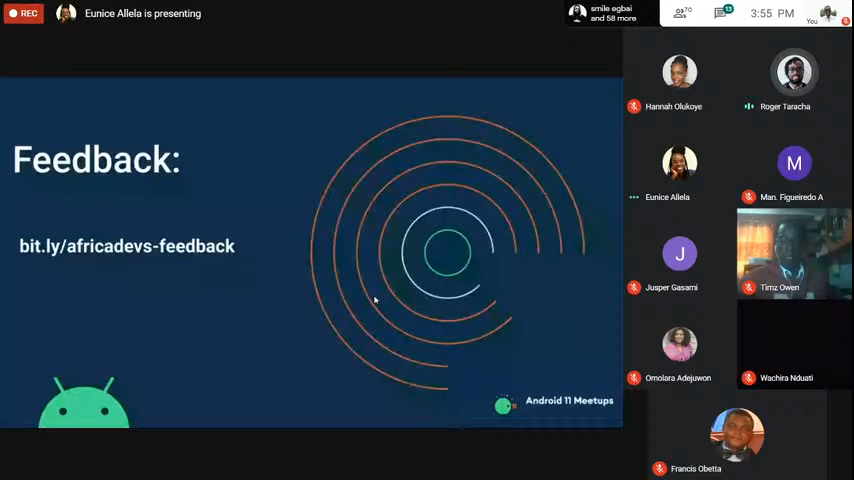 REC
Eunice Allela is presenting
smile egbai
and 58 more
70
13
3:55 PM
You
Feedback:
bit.ly/africadevs-feedback
Android 11 Meetups
Hannah Olukoye
Roger Taracha
Eunice Allela
M
Man. Figueiredo A
J
Jusper Gasami
Timz Owen
Omolara Adejuwon
Wachira Nduati
Francis Obetta